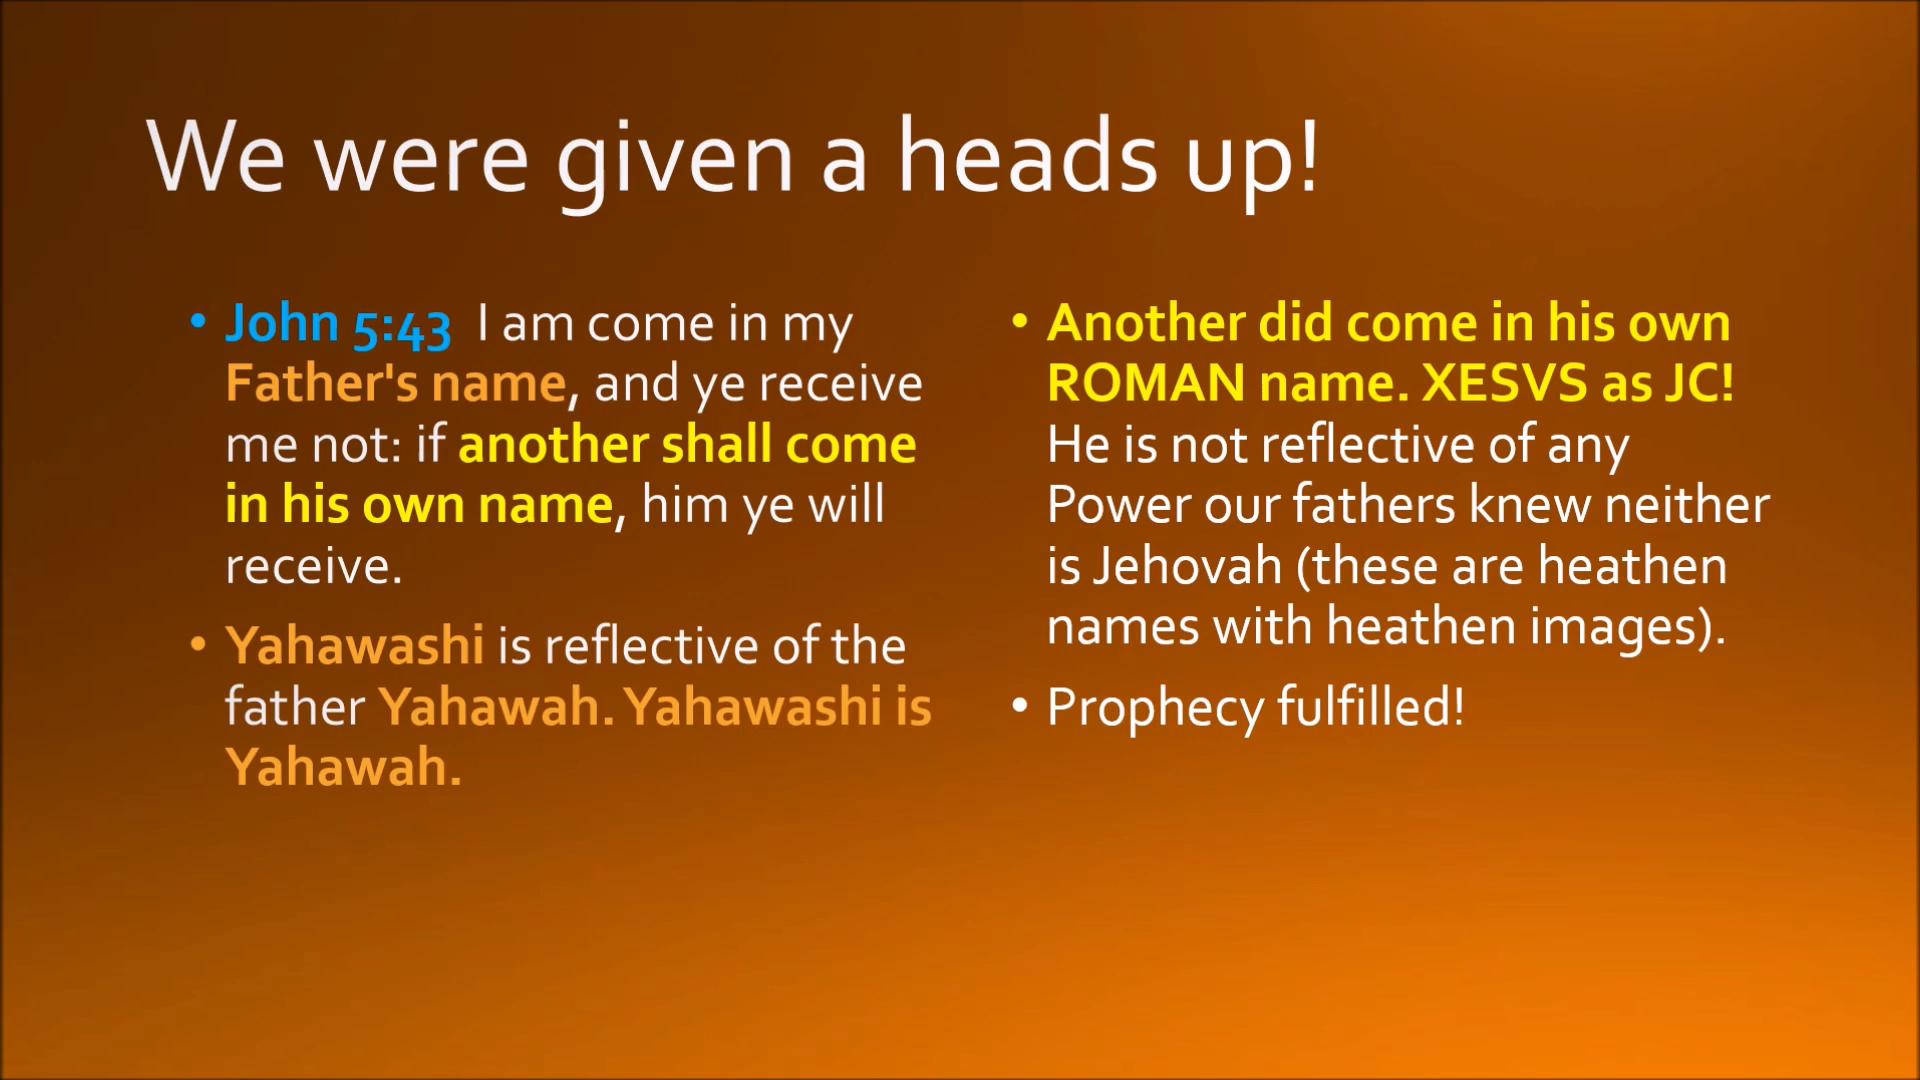 We were given a heads up!
• John 5:43  I am come in my
Father's name, and ye receive
me not: if another shall come
in his own name, him ye will
receive.
• Yahawashi is reflective of the
father Yahawah. Yahawashi is
Yahawah.
• Another did come in his own
ROMAN name. XESVS as JC!
He is not reflective of any
Power our fathers knew neither
is Jehovah (these are heathen
names with heathen images).
• Prophecy fulfilled!